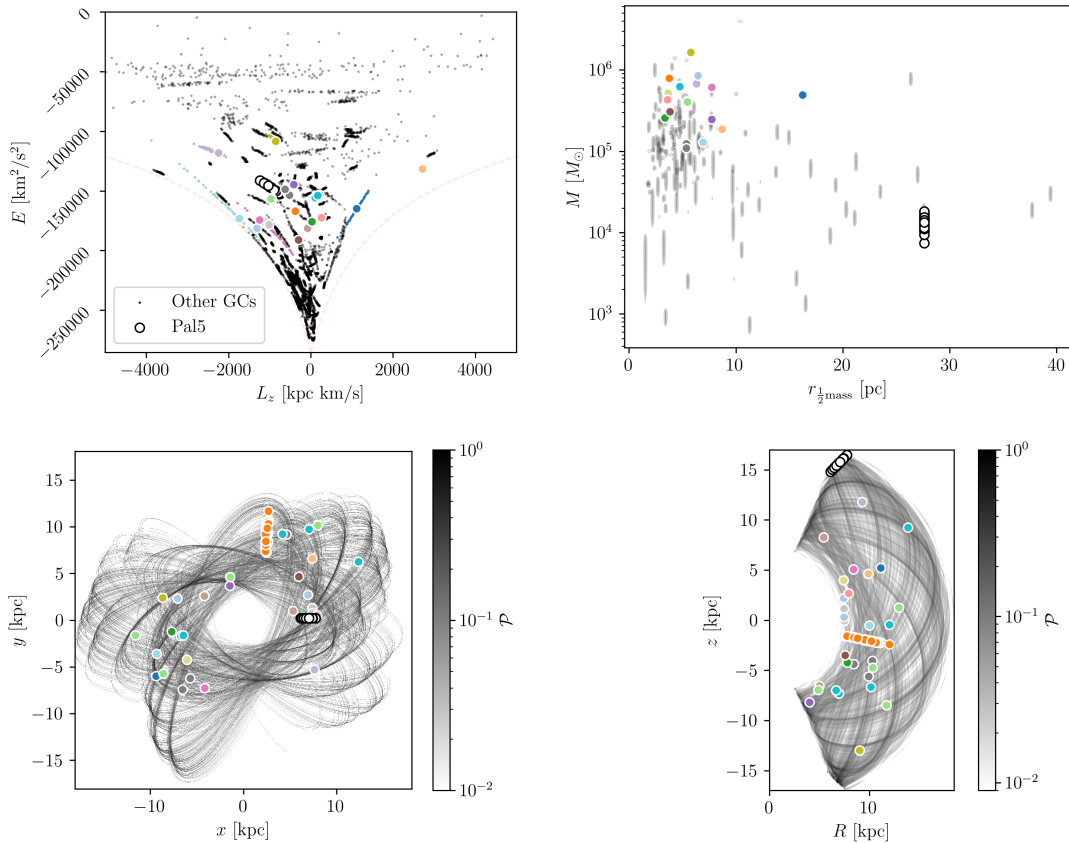 0
−50000
−100000
−150000
−200000
−250000
E [km²/s²]
Other GCs
Pal5
−4000 −2000 0 2000 4000
L_z [kpc km/s]
10⁶
10⁵
10⁴
10³
M [M_⊙]
0 10 20 30 40
r_{½mass} [pc]
15
10
5
0
−5
−10
−15
y [kpc]
−10 0 10
x [kpc]
10⁰
10⁻¹
10⁻²
𝒫
15
10
5
0
−5
−10
−15
z [kpc]
0 10
R [kpc]
10⁰
10⁻¹
10⁻²
𝒫